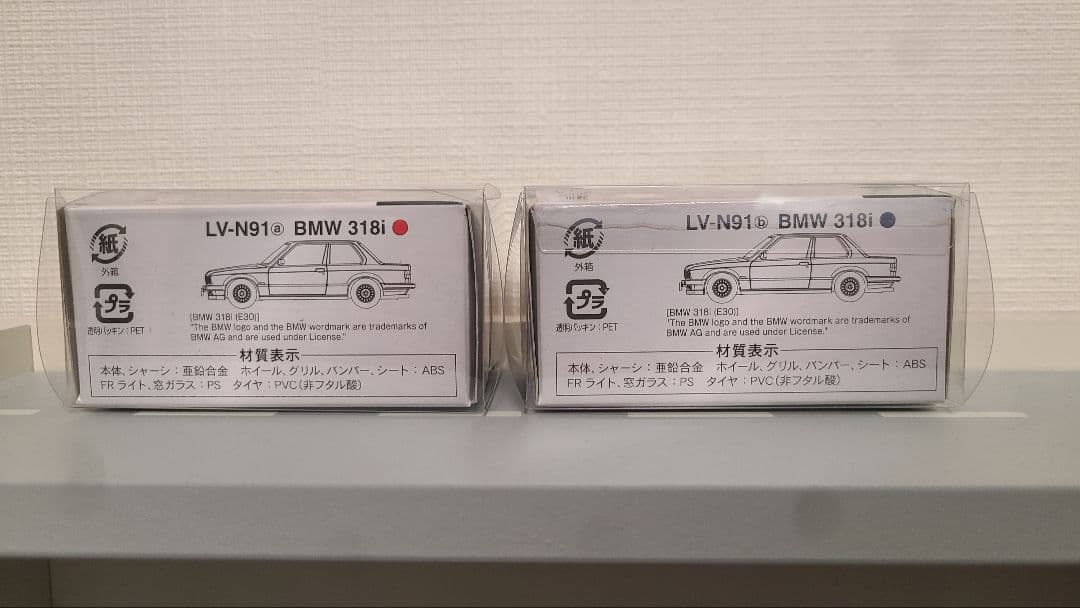 LV-N91ⓐ BMW 318i
紙
外箱
プラ
透明パッキン：PET
[BMW 318i (E30)]
"The BMW logo and the BMW wordmark are trademarks of
BMW AG and are used under License."
材質表示
本体、シャーシ：亜鉛合金　ホイール、グリル、バンパー、シート：ABS
FRライト、窓ガラス：PS　タイヤ：PVC(非フタル酸)
LV-N91ⓑ BMW 318i
紙
外箱
プラ
透明パッキン：PET
[BMW 318i (E30)]
"The BMW logo and the BMW wordmark are trademarks of
BMW AG and are used under License."
材質表示
本体、シャーシ：亜鉛合金　ホイール、グリル、バンパー、シート：ABS
FRライト、窓ガラス：PS　タイヤ：PVC(非フタル酸)